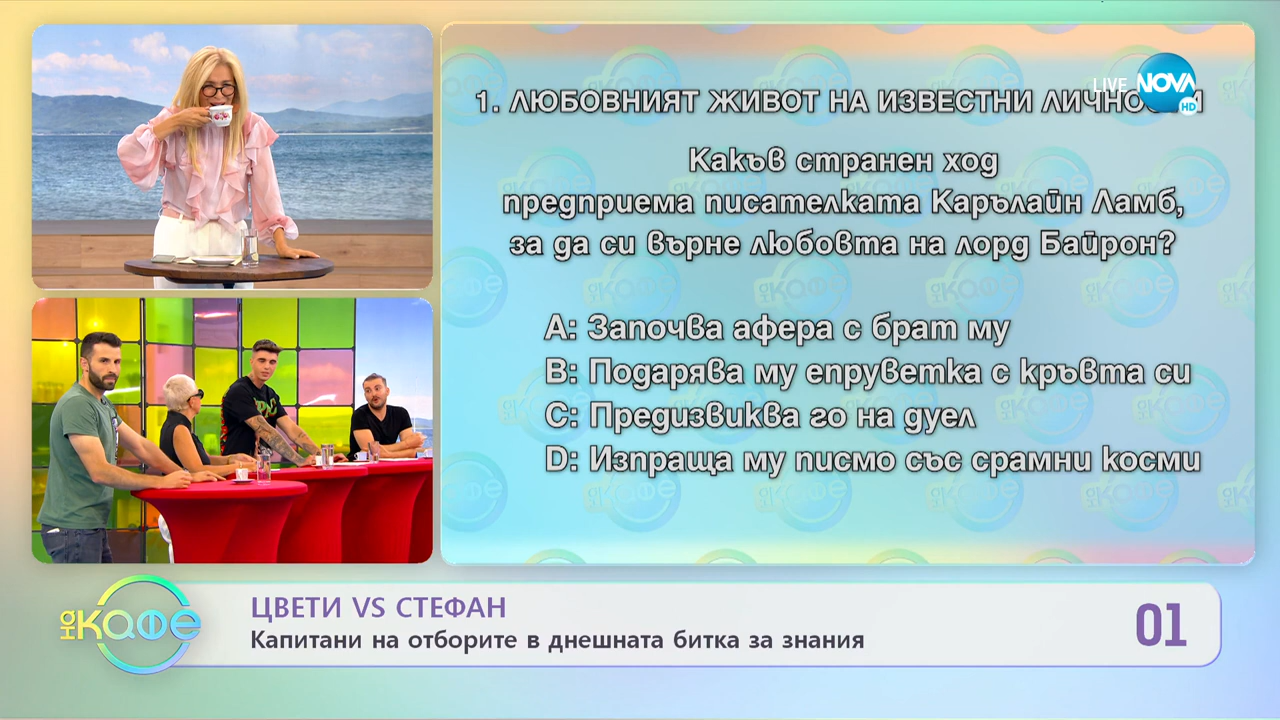 LIVE NOVA HD
1. ЛЮБОВНИЯТ ЖИВОТ НА ИЗВЕСТНИ
Какъв странен ход
предприема писателката Карълайн Ламб,
за да си върне любовта на лорд Байрон?
A: Започва афера с брат му
B: Подарява му епруветка с кръвта си
C: Предизвиква го на дуел
D: Изпраща му писмо със срамни косми
на кафе
ЦВЕТИ VS СТЕФАН
Капитани на отборите в днешната битка за знания
01